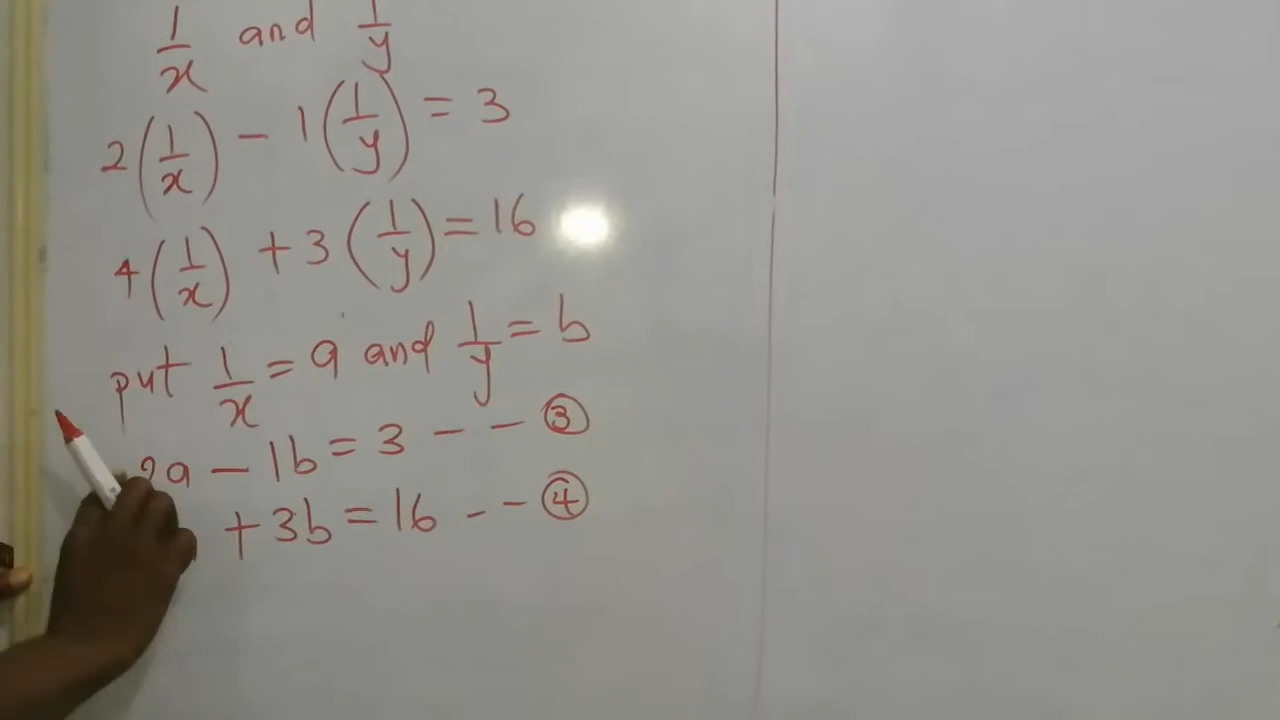 1/x and 1/y
2(1/x) - 1(1/y) = 3
4(1/x) + 3(1/y) = 16
put 1/x = a and 1/y = b
2a - 1b = 3 - - ③
+ 3b = 16 - - ④